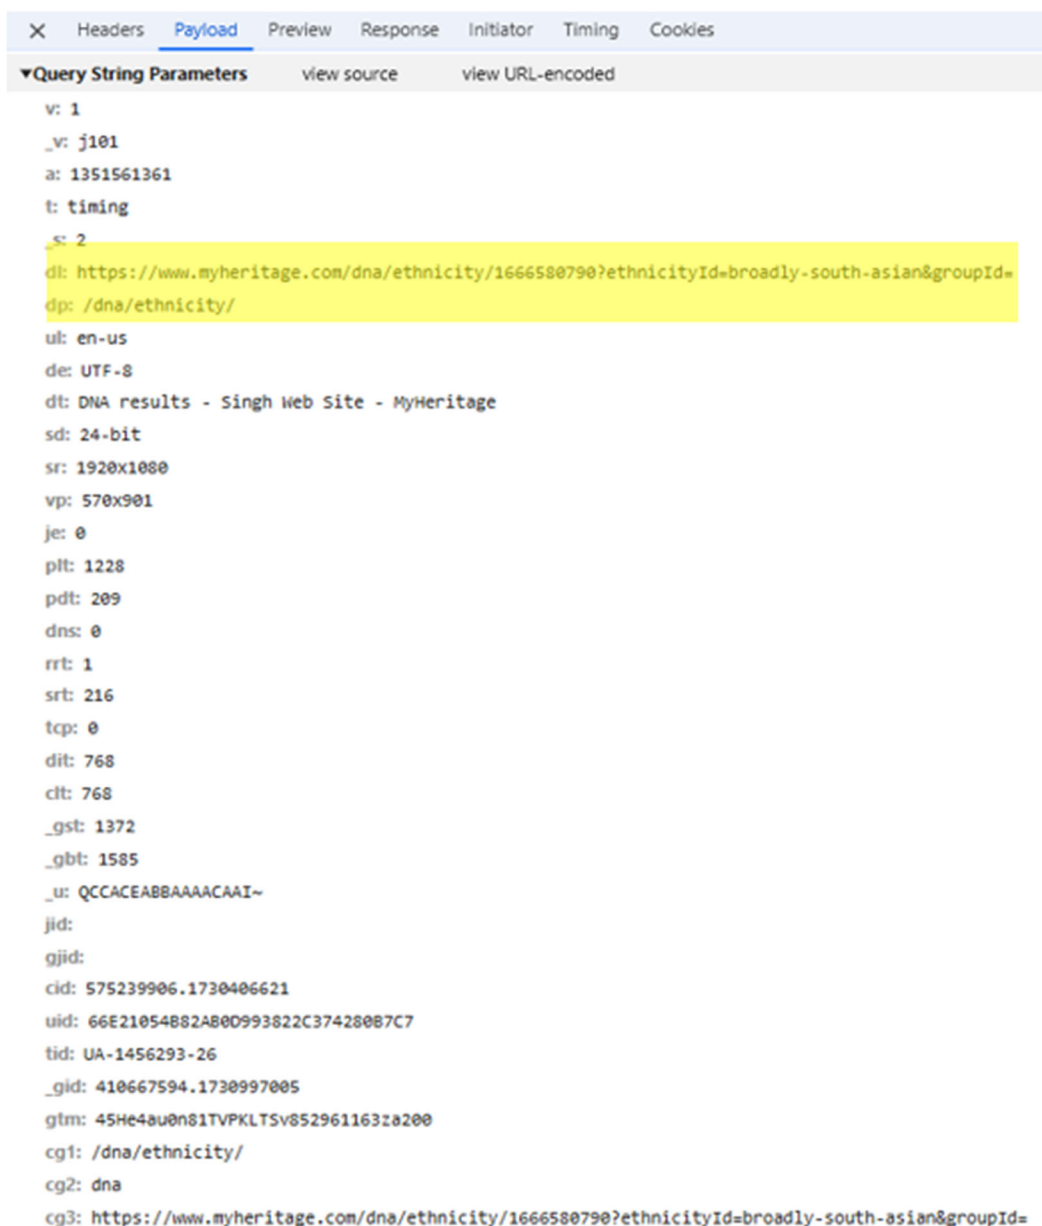 Headers Payload Preview Response Initiator Timing Cookies
Query String Parameters view source view URL-encoded
v: 1
_v: j101
a: 1351561361
t: timing
_s: 2
dl: https://www.myheritage.com/dna/ethnicity/1666580790?ethnicityId=broadly-south-asian&groupId=
dp: /dna/ethnicity/
ul: en-us
de: UTF-8
dt: DNA results - Singh Web Site - MyHeritage
sd: 24-bit
sr: 1920x1080
vp: 570x901
je: 0
plt: 1228
pdt: 209
dns: 0
rrt: 1
srt: 216
tcp: 0
dit: 768
clt: 768
_gst: 1372
_gbt: 1585
_u: QCCACEABBAAAACAAI~
jid:
gjid:
cid: 575239906.1730406621
uid: 66E21054B82AB0D993822C374280B7C7
tid: UA-1456293-26
_gid: 410667594.1730997005
gtm: 45He4au0n81TVPKLTSv852961163za200
cg1: /dna/ethnicity/
cg2: dna
cg3: https://www.myheritage.com/dna/ethnicity/1666580790?ethnicityId=broadly-south-asian&groupId=